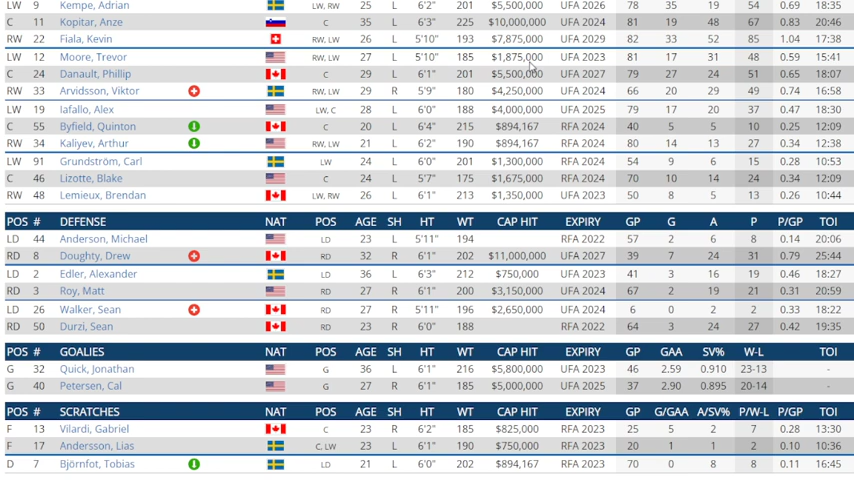 LW 9 Kempe, Adrian LW, RW 25 L 6'2" 201 $5,500,000 UFA 2026 78 35 19 54 0.69 18:35
C 11 Kopitar, Anze C 35 L 6'3" 225 $10,000,000 UFA 2024 81 19 48 67 0.83 20:46
RW 22 Fiala, Kevin RW, LW 26 L 5'10" 193 $7,875,000 UFA 2029 82 33 52 85 1.04 17:38
LW 12 Moore, Trevor RW, LW 27 L 5'10" 185 $1,875,000 UFA 2023 81 17 31 48 0.59 15:41
C 24 Danault, Phillip C 29 L 6'1" 201 $5,500,000 UFA 2027 79 27 24 51 0.65 18:07
RW 33 Arvidsson, Viktor RW, LW 29 R 5'9" 180 $4,250,000 UFA 2024 66 20 29 49 0.74 16:58
LW 19 Iafallo, Alex LW, C 28 L 6'0" 188 $4,000,000 UFA 2025 79 17 20 37 0.47 18:30
C 55 Byfield, Quinton C 20 L 6'4" 215 $894,167 RFA 2024 40 5 5 10 0.25 12:09
RW 34 Kaliyev, Arthur RW, LW 21 L 6'2" 190 $894,167 RFA 2024 80 14 13 27 0.34 12:38
LW 91 Grundström, Carl LW 24 L 6'0" 201 $1,300,000 RFA 2024 54 9 6 15 0.28 10:53
C 46 Lizotte, Blake C 24 L 5'7" 175 $1,675,000 RFA 2024 70 10 14 24 0.34 12:09
RW 48 Lemieux, Brendan LW, RW 26 L 6'1" 213 $1,350,000 UFA 2023 50 8 5 13 0.26 10:44
POS # DEFENSE NAT POS AGE SH HT WT CAP HIT EXPIRY GP G A P P/GP TOI
LD 44 Anderson, Michael LD 23 L 5'11" 194 RFA 2022 57 2 6 8 0.14 20:06
RD 8 Doughty, Drew RD 32 R 6'1" 202 $11,000,000 UFA 2027 39 7 24 31 0.79 25:44
LD 2 Edler, Alexander LD 36 L 6'3" 212 $750,000 UFA 2023 41 3 16 19 0.46 18:27
RD 3 Roy, Matt RD 27 R 6'1" 200 $3,150,000 UFA 2024 67 2 19 21 0.31 20:59
LD 26 Walker, Sean RD 27 R 5'11" 196 $2,650,000 UFA 2024 6 0 2 2 0.33 18:22
RD 50 Durzi, Sean RD 23 R 6'0" 188 RFA 2022 64 3 24 27 0.42 19:35
POS # GOALIES NAT POS AGE SH HT WT CAP HIT EXPIRY GP GAA SV% W-L TOI
G 32 Quick, Jonathan G 36 L 6'1" 216 $5,800,000 UFA 2023 46 2.59 0.910 23-13 -
G 40 Petersen, Cal G 27 R 6'1" 185 $5,000,000 UFA 2025 37 2.90 0.895 20-14 -
POS # SCRATCHES NAT POS AGE SH HT WT CAP HIT EXPIRY GP G/GAA A/SV% P/W-L P/GP TOI
F 13 Vilardi, Gabriel C 23 R 6'2" 185 $825,000 RFA 2023 25 5 2 7 0.28 13:30
F 17 Andersson, Lias C, LW 23 L 6'1" 190 $750,000 RFA 2023 20 1 1 2 0.10 10:36
D 7 Björnfot, Tobias LD 21 L 6'0" 202 $894,167 RFA 2023 70 0 8 8 0.11 16:45